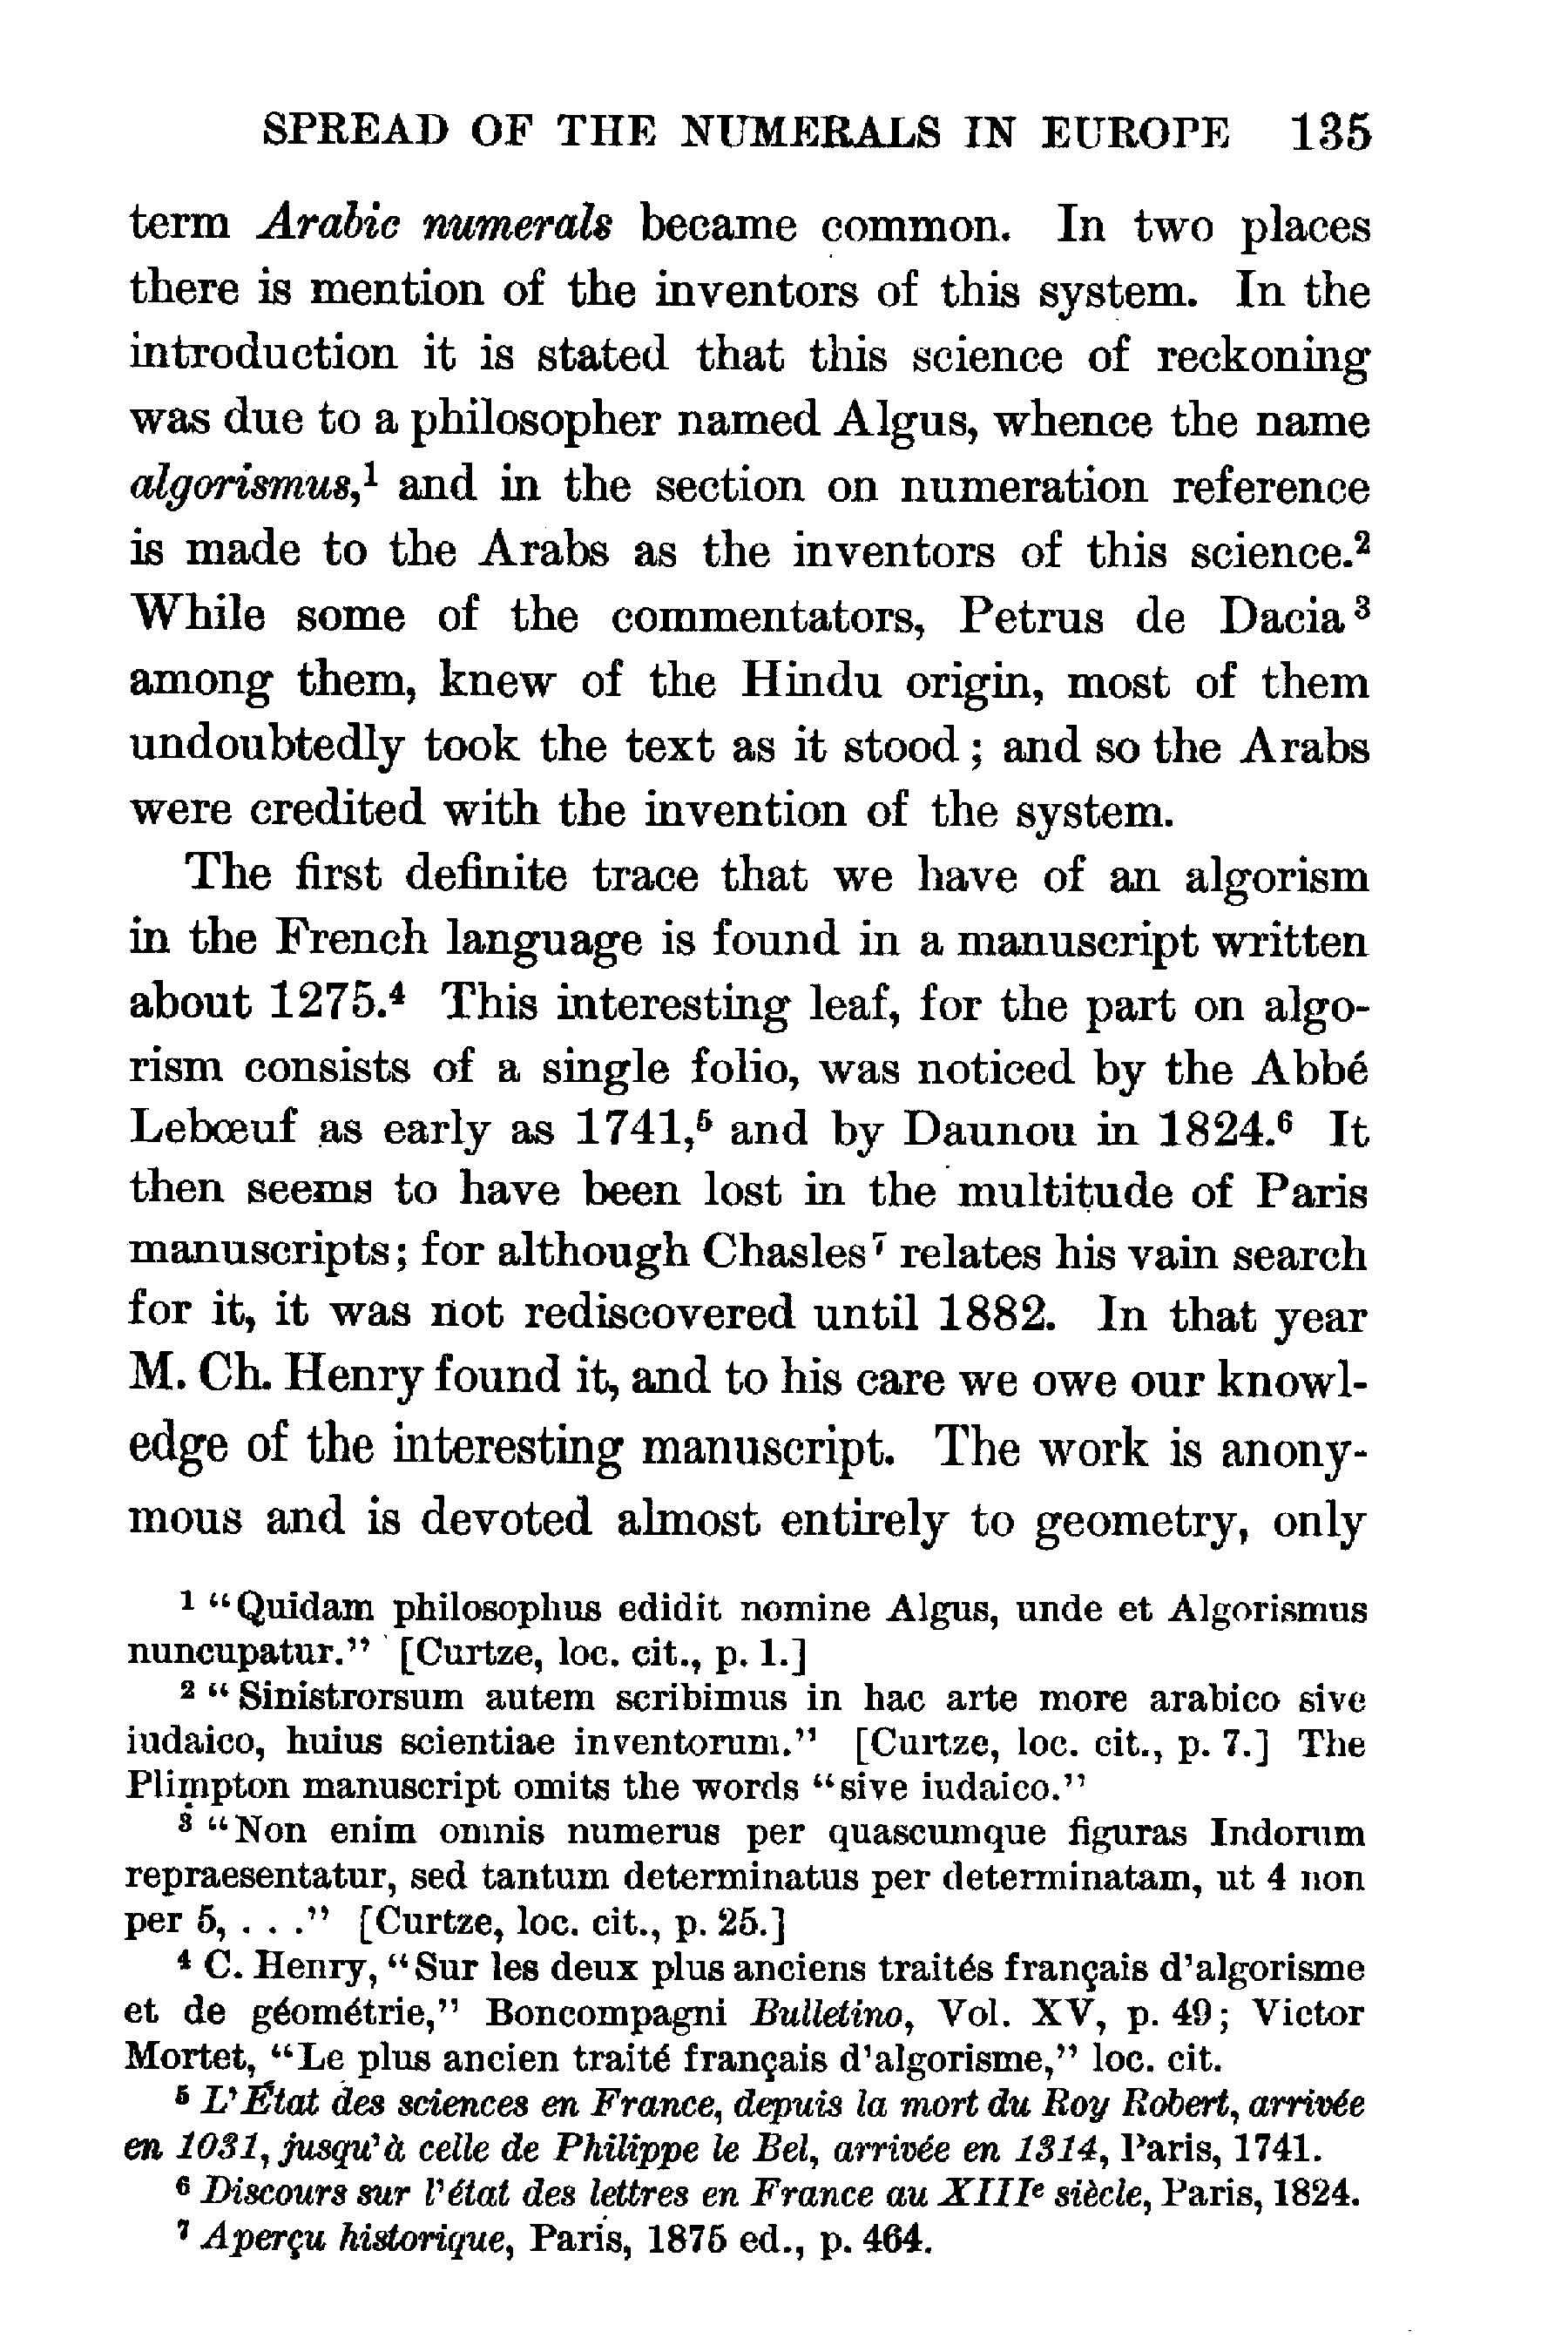 SPREAD OF THE NUMERALS IN EUROPE 135
term Arabic numerals became common. In two places
there is mention of the inventors of this system. In the
introduction it is stated that this science of reckoning
was due to a philosopher named Algus, whence the name
algorismus,¹ and in the section on numeration reference
is made to the Arabs as the inventors of this science.²
While some of the commentators, Petrus de Dacia³
among them, knew of the Hindu origin, most of them
undoubtedly took the text as it stood; and so the Arabs
were credited with the invention of the system.
The first definite trace that we have of an algorism
in the French language is found in a manuscript written
about 1275.⁴ This interesting leaf, for the part on algo-
rism consists of a single folio, was noticed by the Abbé
Lebœuf as early as 1741,⁵ and by Daunou in 1824.⁶ It
then seems to have been lost in the multitude of Paris
manuscripts; for although Chasles⁷ relates his vain search
for it, it was not rediscovered until 1882. In that year
M. Ch. Henry found it, and to his care we owe our knowl-
edge of the interesting manuscript. The work is anony-
mous and is devoted almost entirely to geometry, only
¹ "Quidam philosophus edidit nomine Algus, unde et Algorismus
nuncupatur." [Curtze, loc. cit., p. 1.]
² "Sinistrorsum autem scribimus in hac arte more arabico sive
iudaico, huius scientiae inventorum." [Curtze, loc. cit., p. 7.] The
Plimpton manuscript omits the words "sive iudaico."
³ "Non enim omnis numerus per quascumque figuras Indorum
repraesentatur, sed tantum determinatus per determinatam, ut 4 non
per 5, . . ." [Curtze, loc. cit., p. 25.]
⁴ C. Henry, "Sur les deux plus anciens traités français d'algorisme
et de géométrie," Boncompagni Bulletino, Vol. XV, p. 49; Victor
Mortet, "Le plus ancien traité français d'algorisme," loc. cit.
⁵ L'État des sciences en France, depuis la mort du Roy Robert, arrivée
en 1031, jusqu'à celle de Philippe le Bel, arrivée en 1314, Paris, 1741.
⁶ Discours sur l'état des lettres en France au XIIIᵉ siècle, Paris, 1824.
⁷ Aperçu historique, Paris, 1875 ed., p. 464.